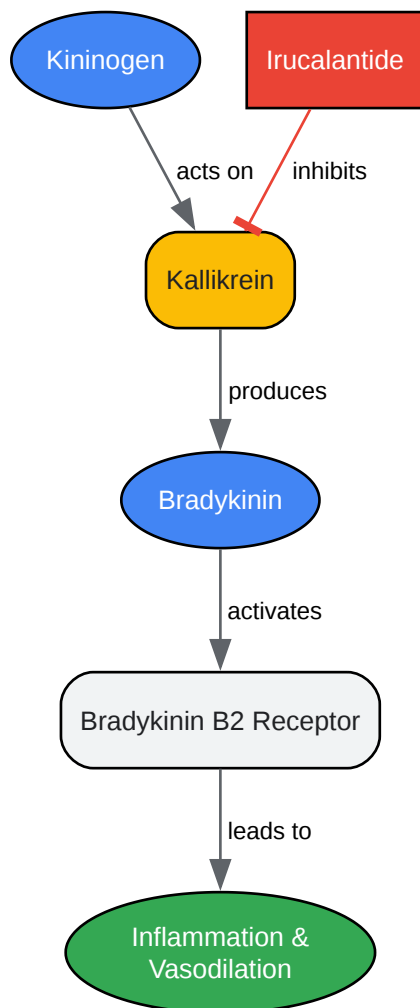 Kininogen
Irucalantide
acts on
inhibits
Kallikrein
produces
Bradykinin
activates
Bradykinin B2 Receptor
leads to
Inflammation &
Vasodilation